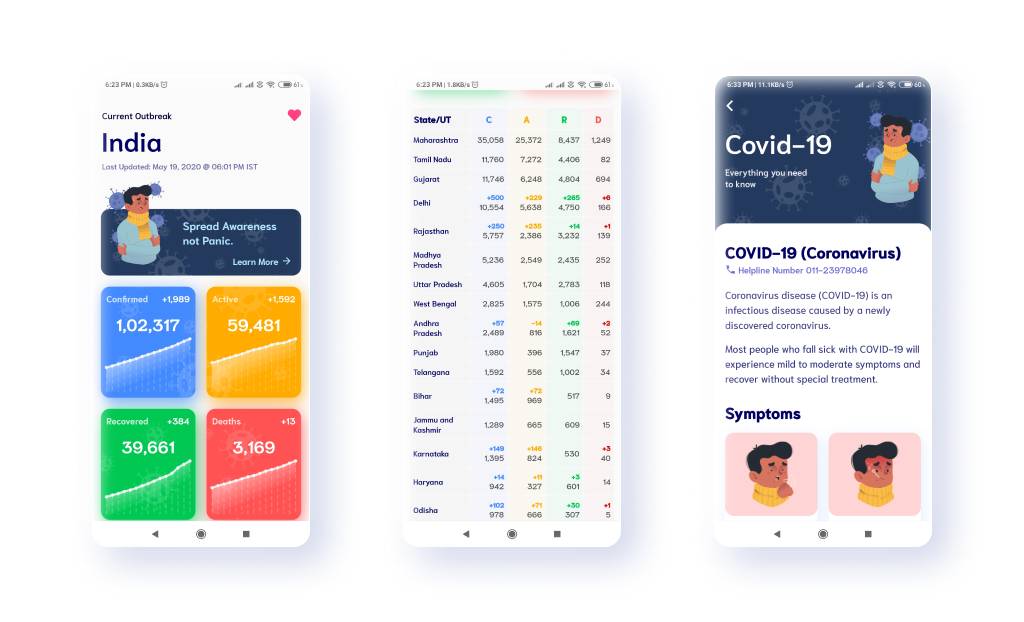 6:23 PM | 0.3KB/s
61
Current Outbreak
India
Last Updated: May 19, 2020 @ 06:01 PM IST
Spread Awareness
not Panic.
Learn More →
Confirmed +1,989
1,02,317
Active +1,592
59,481
Recovered +384
39,661
Deaths +13
3,169
6:23 PM | 1.8KB/s
61
State/UT C A R D
Maharashtra 35,058 25,372 8,437 1,249
Tamil Nadu 11,760 7,272 4,406 82
Gujarat 11,746 6,248 4,804 694
+500 +229 +265 +6
Delhi 10,554 5,638 4,750 166
+250 +235 +14 +1
Rajasthan 5,757 2,386 3,232 139
Madhya
Pradesh 5,236 2,549 2,435 252
Uttar Pradesh 4,605 1,704 2,783 118
West Bengal 2,825 1,575 1,006 244
+57 -14 +69 +2
Andhra
Pradesh 2,489 816 1,621 52
Punjab 1,980 396 1,547 37
Telangana 1,592 556 1,002 34
+72 +72
Bihar 1,495 969 517 9
Jammu and
Kashmir 1,289 665 609 15
+149 +146 +3
Karnataka 1,395 824 530 40
+14 +11 +3
Haryana 942 327 601 14
+102 +71 +30 +1
Odisha 978 666 307 5
6:33 PM | 11.1KB/s
60
Covid-19
Everything you need
to know
COVID-19 (Coronavirus)
Helpline Number 011-23978046
Coronavirus disease (COVID-19) is an
infectious disease caused by a newly
discovered coronavirus.
Most people who fall sick with COVID-19 will
experience mild to moderate symptoms and
recover without special treatment.
Symptoms